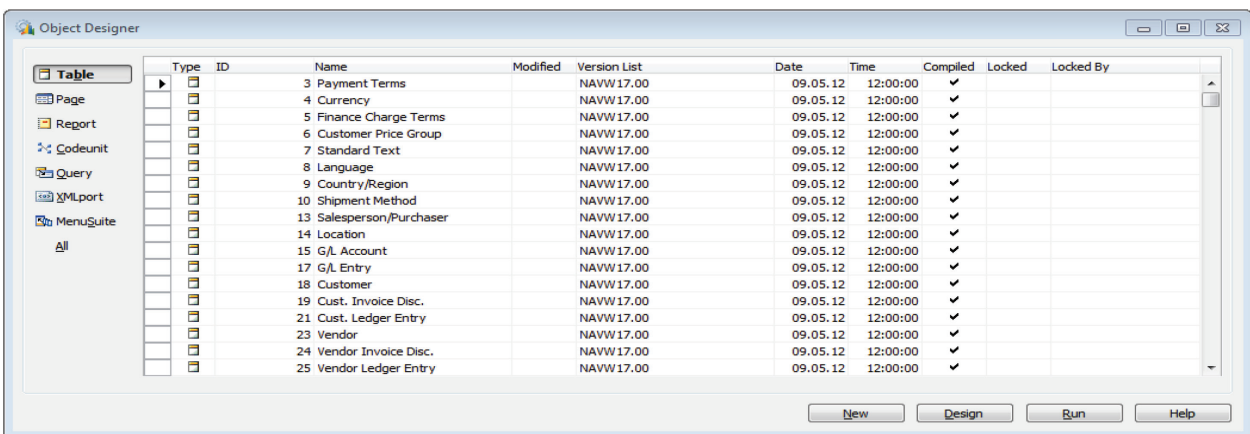 Object Designer
Type ID Name Modified Version List Date Time Compiled Locked Locked By
Table
Page
Report
Codeunit
Query
XMLport
MenuSuite
All
3 Payment Terms NAVW17.00 09.05.12 12:00:00
4 Currency NAVW17.00 09.05.12 12:00:00
5 Finance Charge Terms NAVW17.00 09.05.12 12:00:00
6 Customer Price Group NAVW17.00 09.05.12 12:00:00
7 Standard Text NAVW17.00 09.05.12 12:00:00
8 Language NAVW17.00 09.05.12 12:00:00
9 Country/Region NAVW17.00 09.05.12 12:00:00
10 Shipment Method NAVW17.00 09.05.12 12:00:00
13 Salesperson/Purchaser NAVW17.00 09.05.12 12:00:00
14 Location NAVW17.00 09.05.12 12:00:00
15 G/L Account NAVW17.00 09.05.12 12:00:00
17 G/L Entry NAVW17.00 09.05.12 12:00:00
18 Customer NAVW17.00 09.05.12 12:00:00
19 Cust. Invoice Disc. NAVW17.00 09.05.12 12:00:00
21 Cust. Ledger Entry NAVW17.00 09.05.12 12:00:00
23 Vendor NAVW17.00 09.05.12 12:00:00
24 Vendor Invoice Disc. NAVW17.00 09.05.12 12:00:00
25 Vendor Ledger Entry NAVW17.00 09.05.12 12:00:00
New Design Run Help